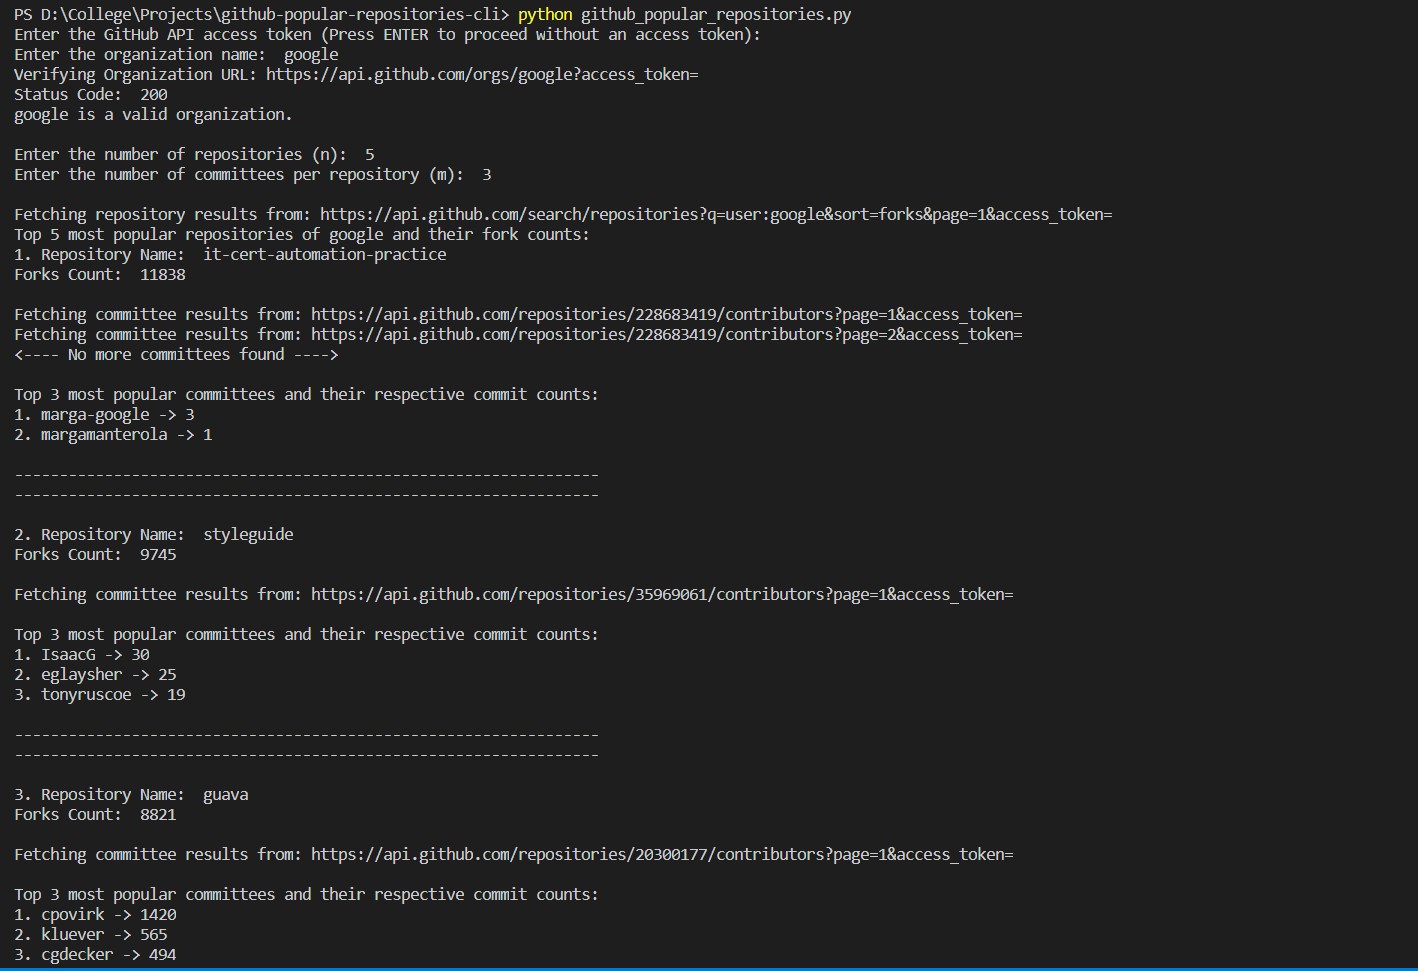 PS D:\College\Projects\github-popular-repositories-cli> python github_popular_repositories.py
Enter the GitHub API access token (Press ENTER to proceed without an access token):
Enter the organization name:  google
Verifying Organization URL: https://api.github.com/orgs/google?access_token=
Status Code:  200
google is a valid organization.

Enter the number of repositories (n):  5
Enter the number of committees per repository (m):  3

Fetching repository results from: https://api.github.com/search/repositories?q=user:google&sort=forks&page=1&access_token=
Top 5 most popular repositories of google and their fork counts:
1. Repository Name:  it-cert-automation-practice
Forks Count:  11838

Fetching committee results from: https://api.github.com/repositories/228683419/contributors?page=1&access_token=
Fetching committee results from: https://api.github.com/repositories/228683419/contributors?page=2&access_token=
<---- No more committees found ---->

Top 3 most popular committees and their respective commit counts:
1. marga-google -> 3
2. margamanterola -> 1

-----------------------------------------------------------------
-----------------------------------------------------------------

2. Repository Name:  styleguide
Forks Count:  9745

Fetching committee results from: https://api.github.com/repositories/35969061/contributors?page=1&access_token=

Top 3 most popular committees and their respective commit counts:
1. IsaacG -> 30
2. eglaysher -> 25
3. tonyruscoe -> 19

-----------------------------------------------------------------
-----------------------------------------------------------------

3. Repository Name:  guava
Forks Count:  8821

Fetching committee results from: https://api.github.com/repositories/20300177/contributors?page=1&access_token=

Top 3 most popular committees and their respective commit counts:
1. cpovirk -> 1420
2. kluever -> 565
3. cgdecker -> 494